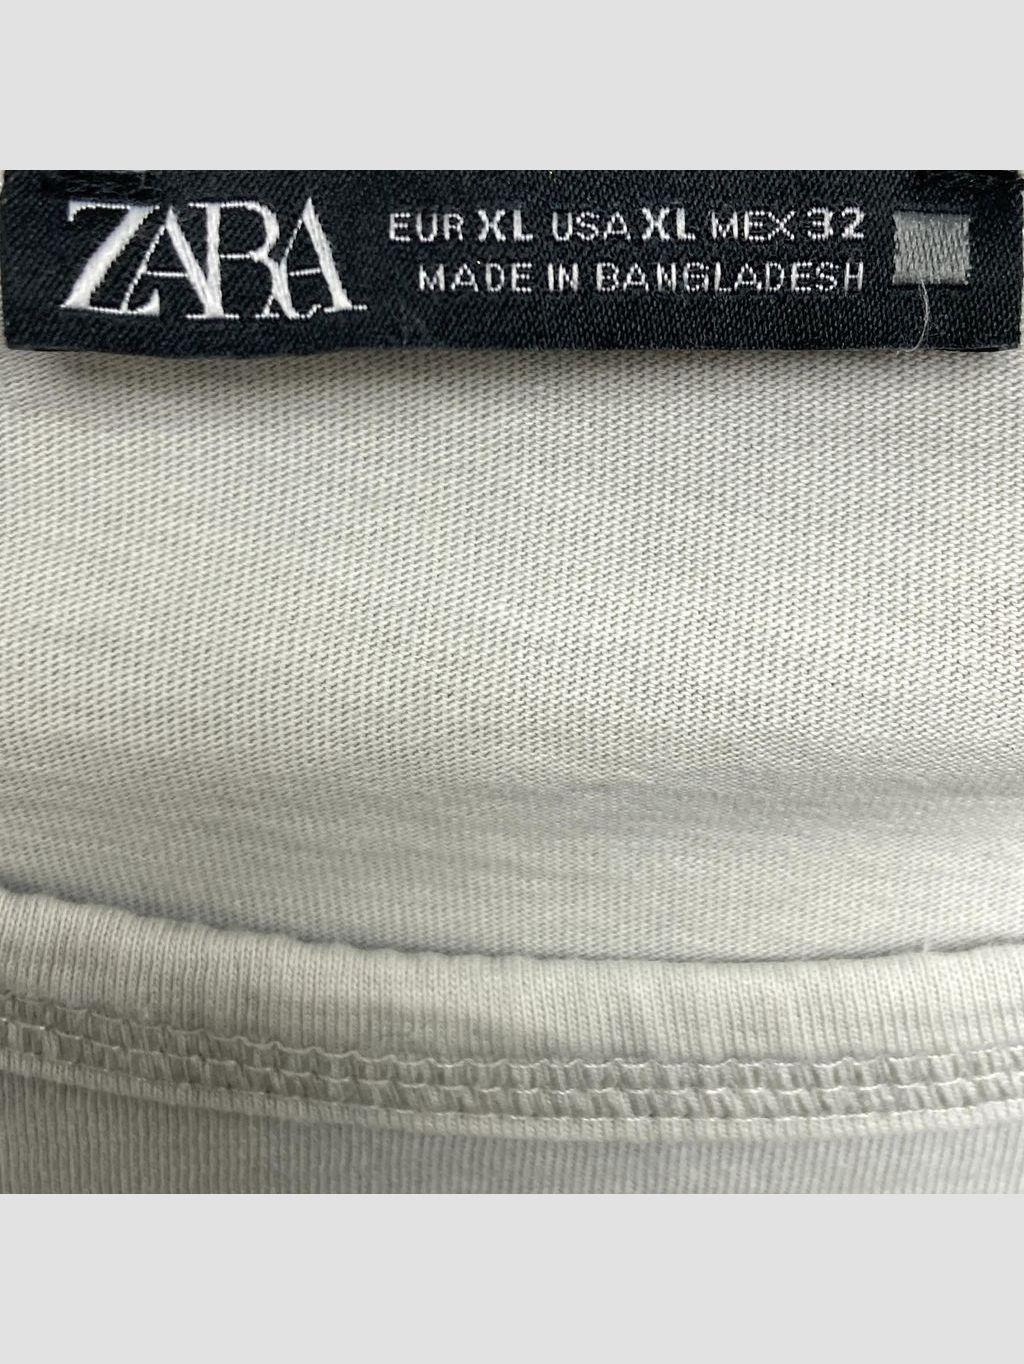 ZARA
EUR XL USA XL MEX 32
MADE IN BANGLADESH